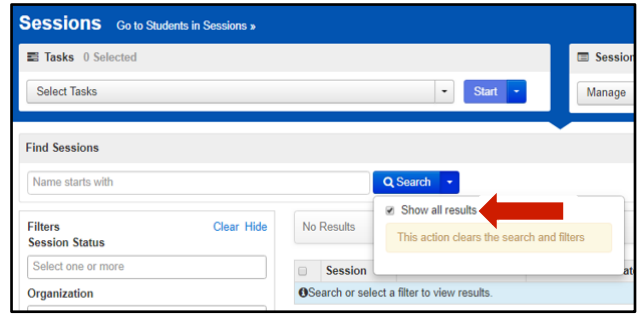 Sessions Go to Students in Sessions »
Tasks 0 Selected
Session
Select Tasks
Start
Manage
Find Sessions
Name starts with
Search
Show all results
This action clears the search and filters
Filters
Clear Hide
Session Status
Select one or more
Organization
No Results
Session
Search or select a filter to view results.